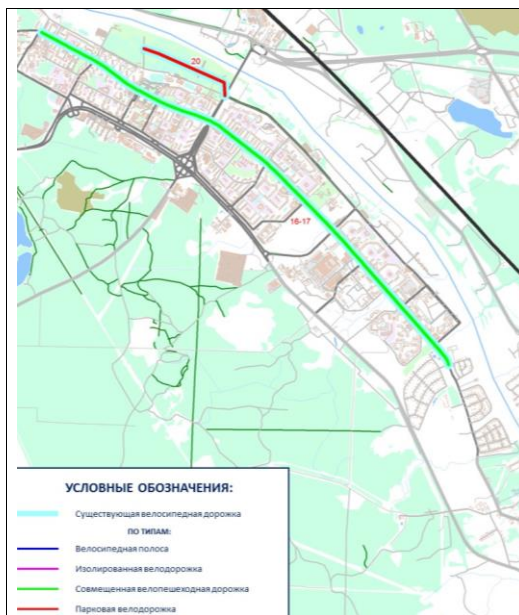 20
16-17
УСЛОВНЫЕ ОБОЗНАЧЕНИЯ:
Существующая велосипедная дорожка
ПО ТИПАМ:
Велосипедная полоса
Изолированная велодорожка
Совмещенная велопешеходная дорожка
Парковая велодорожка